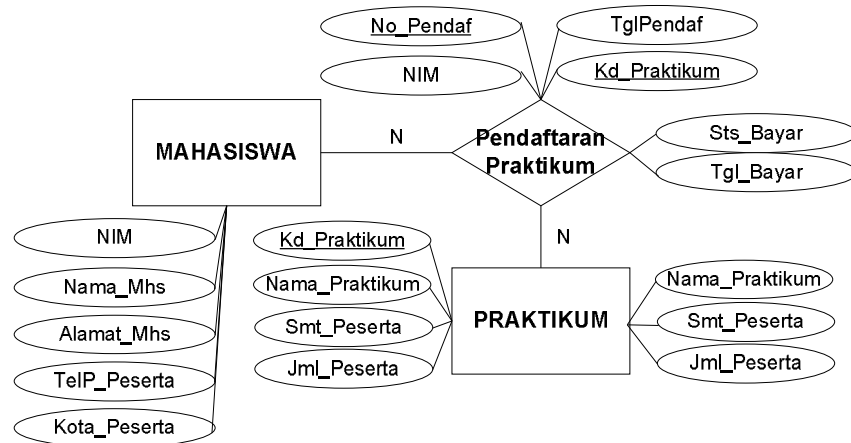 No_Pendaf
TglPendaf
NIM
Kd_Praktikum
MAHASISWA
N
Pendaftaran
Praktikum
Sts_Bayar
Tgl_Bayar
NIM
Nama_Mhs
Alamat_Mhs
TelP_Peserta
Kota_Peserta
N
Kd_Praktikum
Nama_Praktikum
Smt_Peserta
Jml_Peserta
PRAKTIKUM
Nama_Praktikum
Smt_Peserta
Jml_Peserta